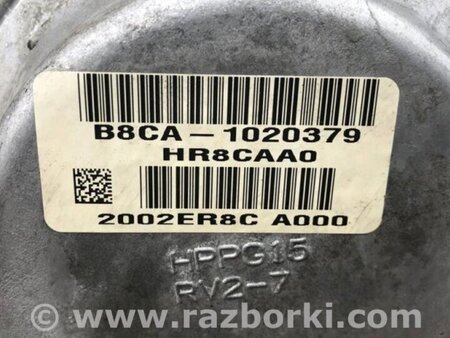 B8CA-1020379
HR8CAA0
2002ER8C A000
HPPG15
RV2-7
www.razborki.com